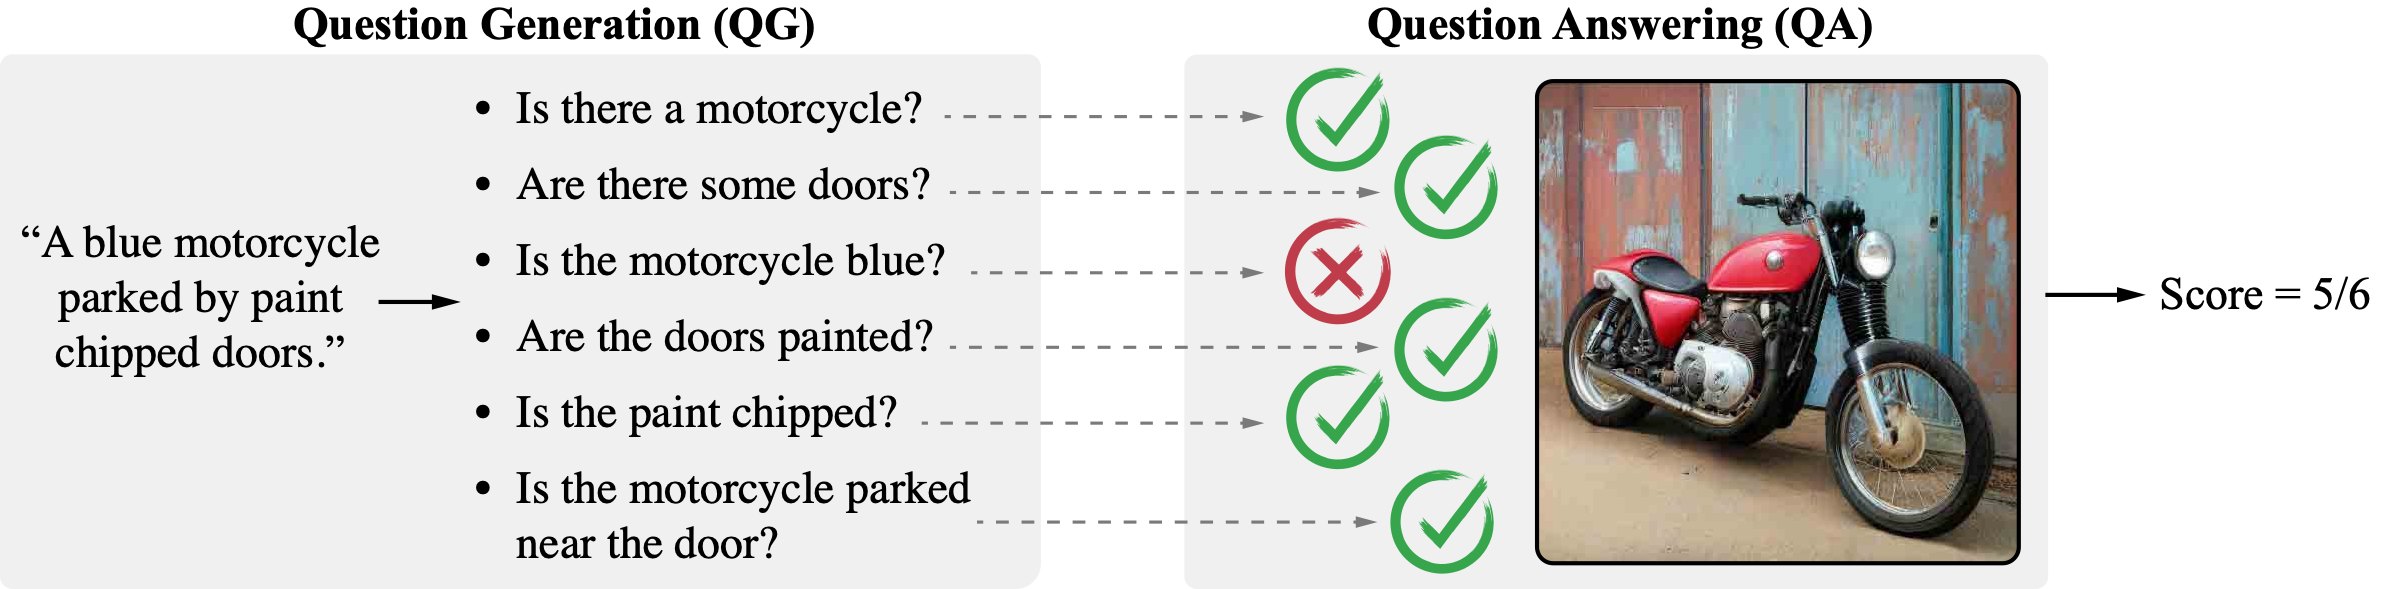 Question Generation (QG)
Question Answering (QA)
“A blue motorcycle
parked by paint
chipped doors.”
• Is there a motorcycle?
• Are there some doors?
• Is the motorcycle blue?
• Are the doors painted?
• Is the paint chipped?
• Is the motorcycle parked
near the door?
Score = 5/6